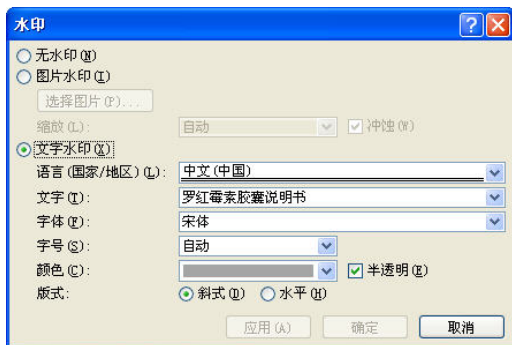 水印
无水印(N)
图片水印(I)
选择图片(P)...
缩放(L): 自动 冲蚀(W)
文字水印(X)
语言(国家/地区)(L): 中文(中国)
文字(T): 罗红霉素胶囊说明书
字体(F): 宋体
字号(S): 自动
颜色(C): 半透明(E)
版式: 斜式(D) 水平(H)
应用(A) 确定 取消